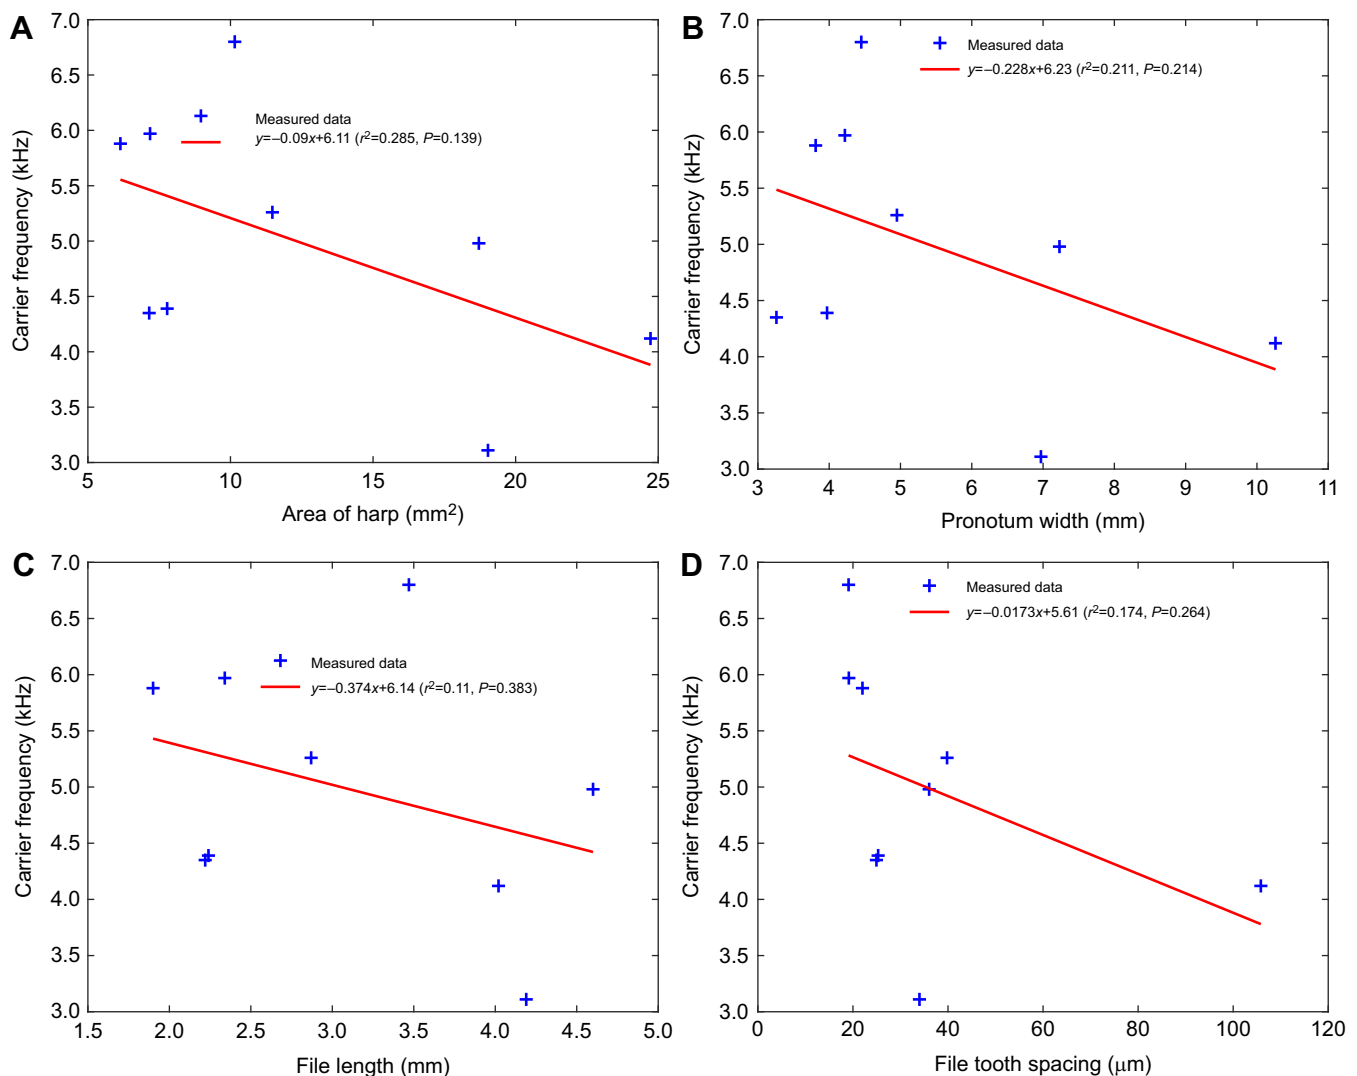 A
7.0
6.5
6.0
5.5
5.0
4.5
4.0
3.5
3.0
Carrier frequency (kHz)
Measured data
y=−0.09x+6.11 (r²=0.285, P=0.139)
5 10 15 20 25
Area of harp (mm²)
B
7.0
6.5
6.0
5.5
5.0
4.5
4.0
3.5
3.0
Carrier frequency (kHz)
Measured data
y=−0.228x+6.23 (r²=0.211, P=0.214)
3 4 5 6 7 8 9 10 11
Pronotum width (mm)
C
7.0
6.5
6.0
5.5
5.0
4.5
4.0
3.5
3.0
Carrier frequency (kHz)
Measured data
y=−0.374x+6.14 (r²=0.11, P=0.383)
1.5 2.0 2.5 3.0 3.5 4.0 4.5 5.0
File length (mm)
D
7.0
6.5
6.0
5.5
5.0
4.5
4.0
3.5
3.0
Carrier frequency (kHz)
Measured data
y=−0.0173x+5.61 (r²=0.174, P=0.264)
0 20 40 60 80 100 120
File tooth spacing (μm)